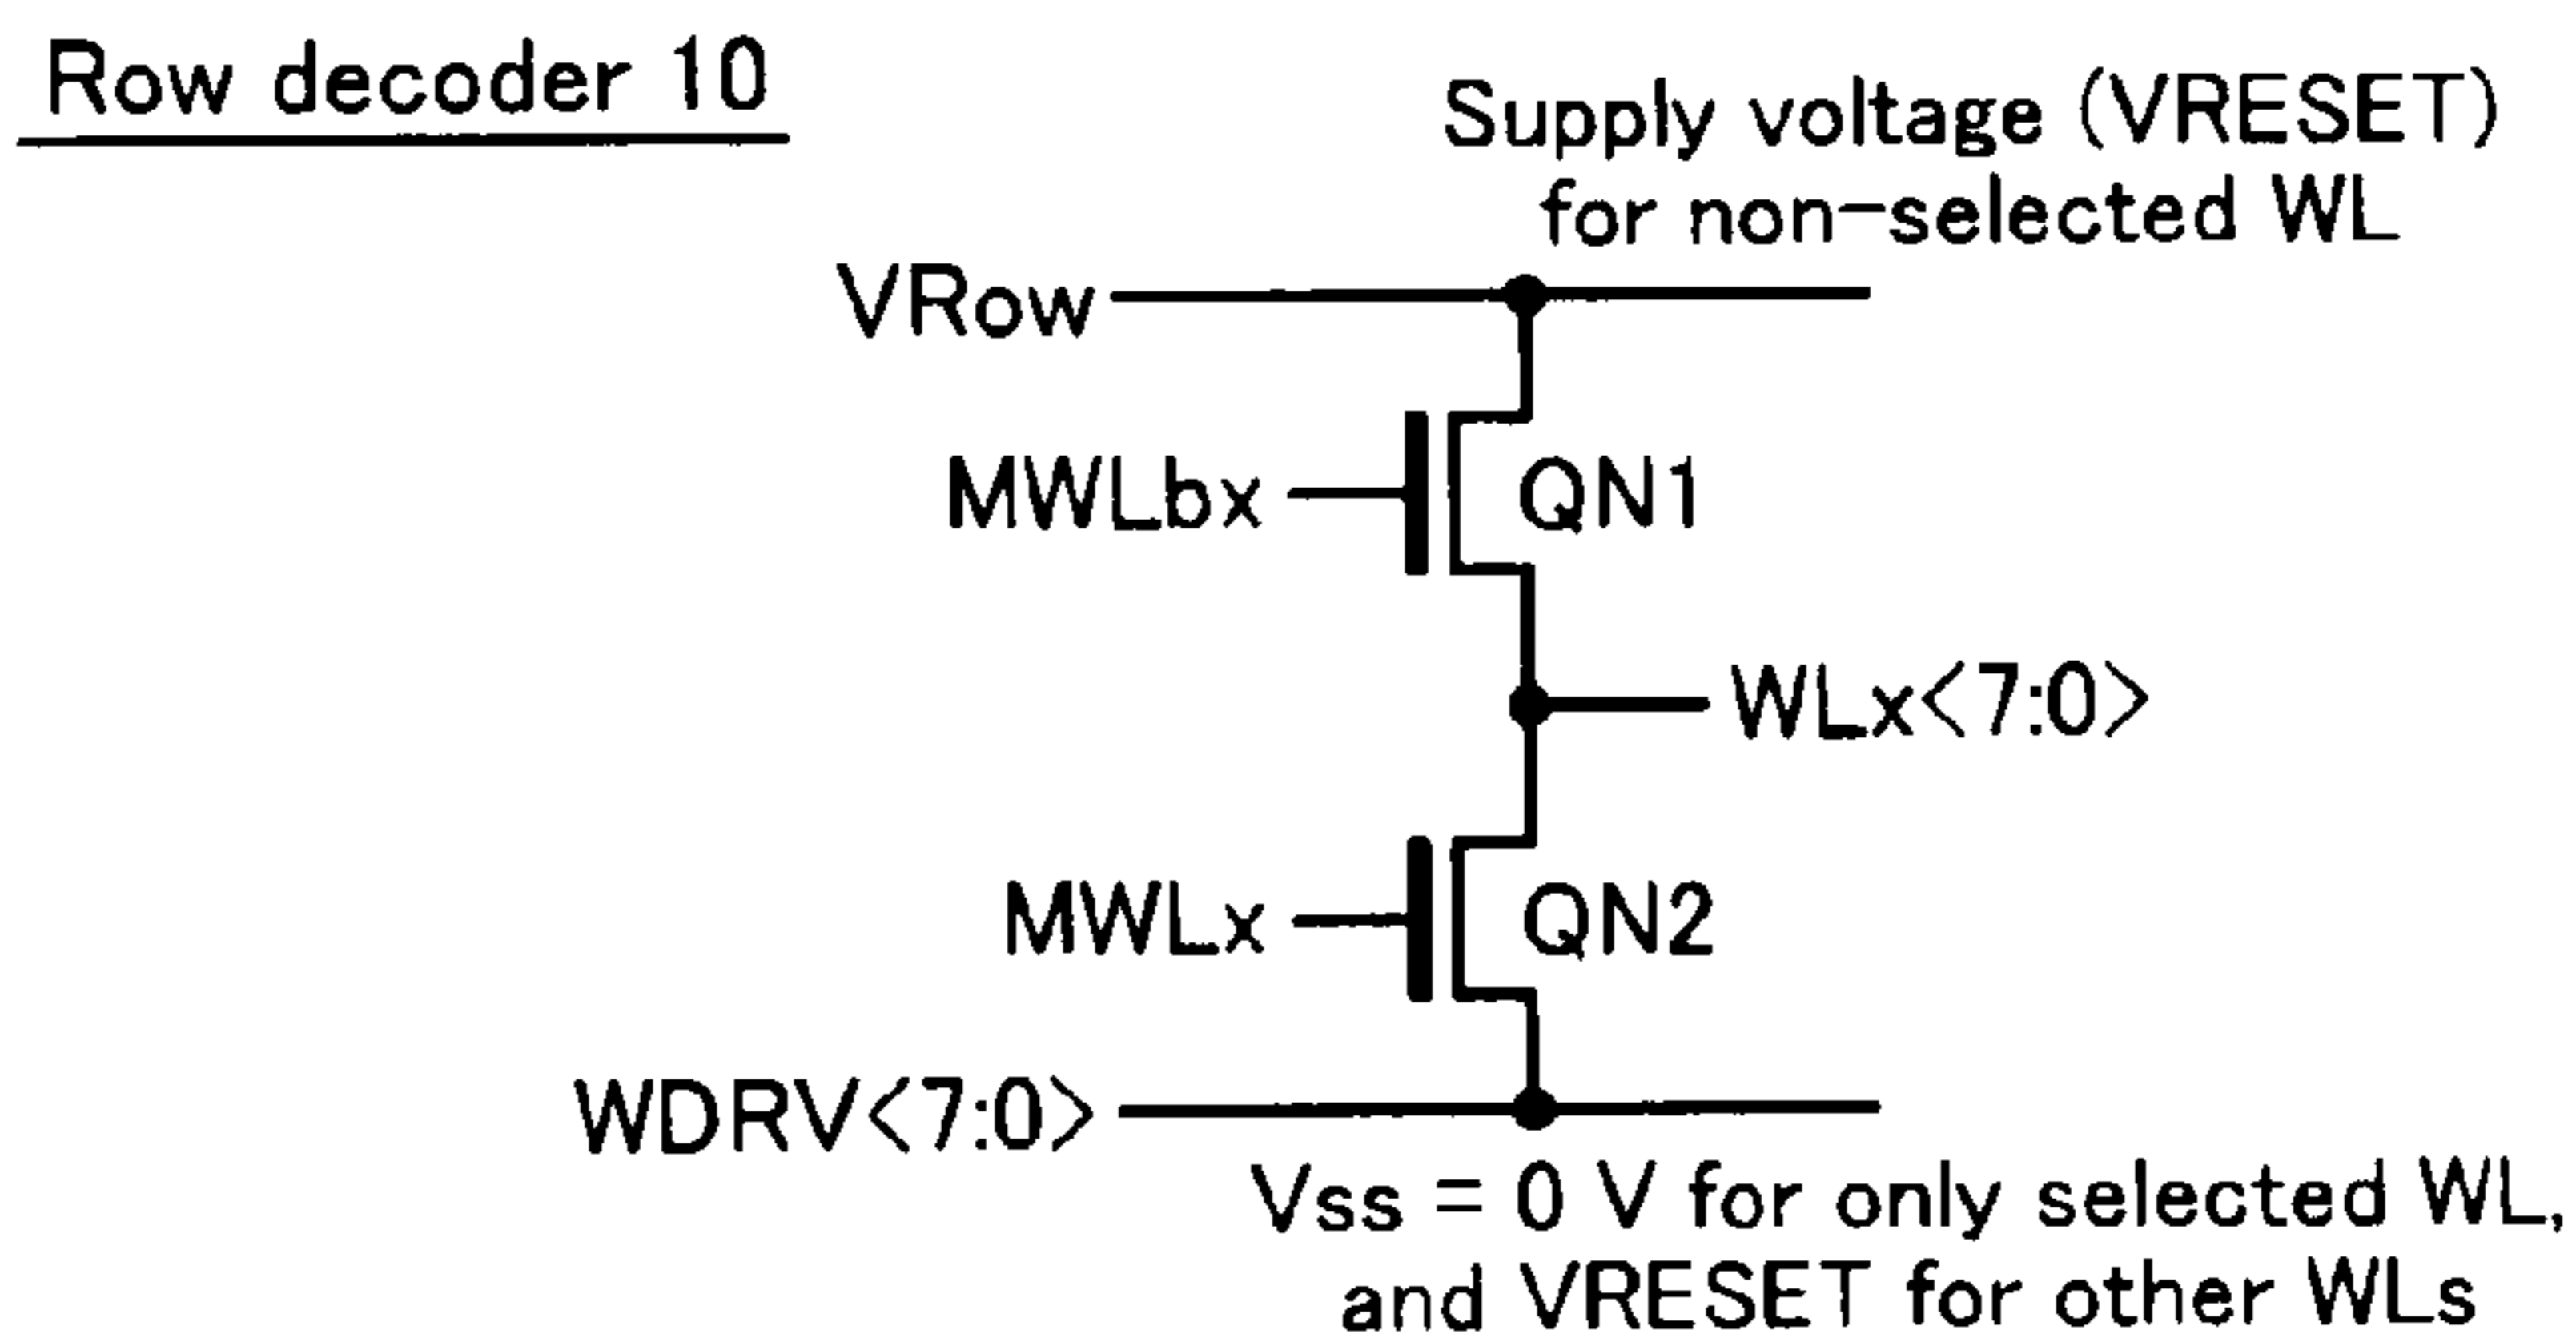 Row decoder 10
Supply voltage (VRESET)
for non-selected WL
VRow
MWLbx
QN1
WLx<7:0>
MWLx
QN2
WDRV<7:0>
Vss = 0 V for only selected WL,
and VRESET for other WLs